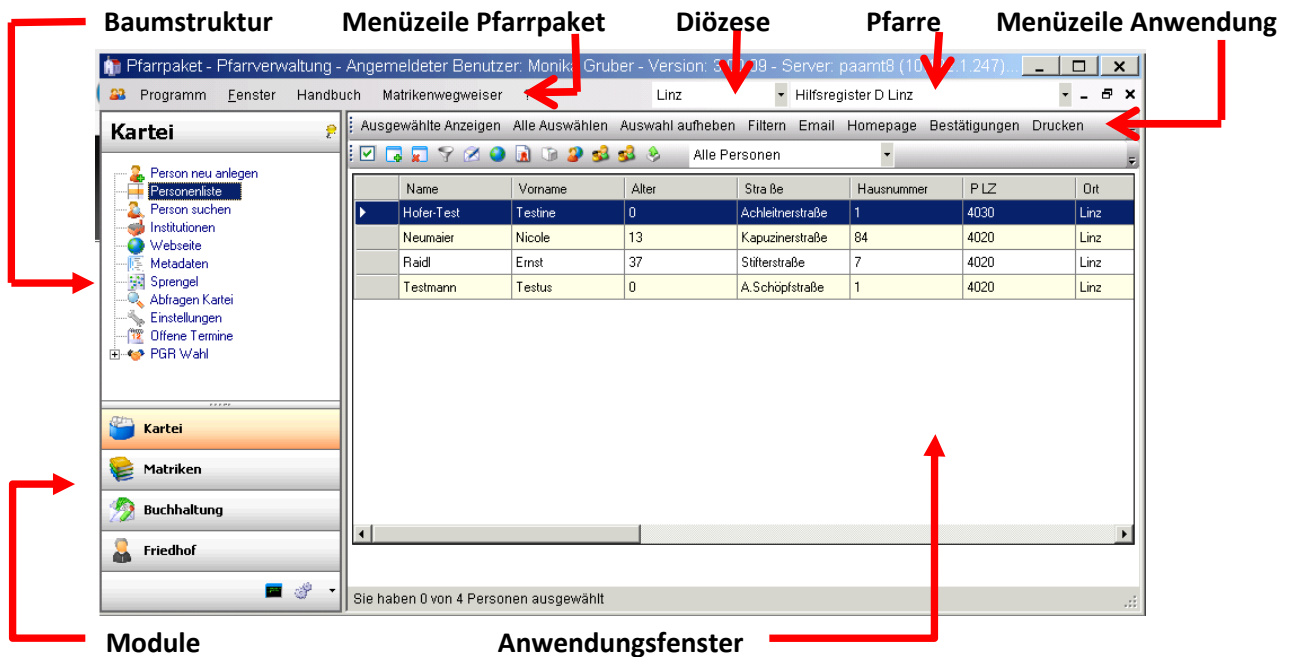 Baumstruktur Menüzeile Pfarrpaket Diözese Pfarre Menüzeile Anwendung
Pfarrpaket - Pfarrverwaltung - Angemeldeter Benutzer: Monika Gruber - Version: - Server: paamt8
Programm Fenster Handbuch Matrikenwegweiser ? Linz Hilfsregister D Linz
Kartei
Ausgewählte Anzeigen Alle Auswählen Auswahl aufheben Filtern Email Homepage Bestätigungen Drucken
Alle Personen
Person neu anlegen
Personenliste
Person suchen
Institutionen
Webseite
Metadaten
Sprengel
Abfragen Kartei
Einstellungen
Offene Termine
PGR Wahl
Name Vorname Alter Stra ße Hausnummer P LZ Ort
Hofer-Test Testine 0 Achleitnerstraße 1 4030 Linz
Neumaier Nicole 13 Kapuzinerstraße 84 4020 Linz
Raidl Ernst 37 Stifterstraße 7 4020 Linz
Testmann Testus 0 A.Schöpfstraße 1 4020 Linz
Kartei
Matriken
Buchhaltung
Friedhof
Sie haben 0 von 4 Personen ausgewählt
Module Anwendungsfenster